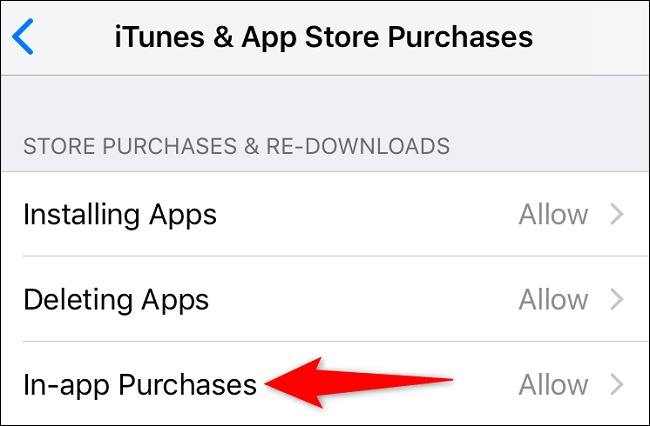 iTunes & App Store Purchases
STORE PURCHASES & RE-DOWNLOADS
Installing Apps Allow
Deleting Apps Allow
In-app Purchases Allow